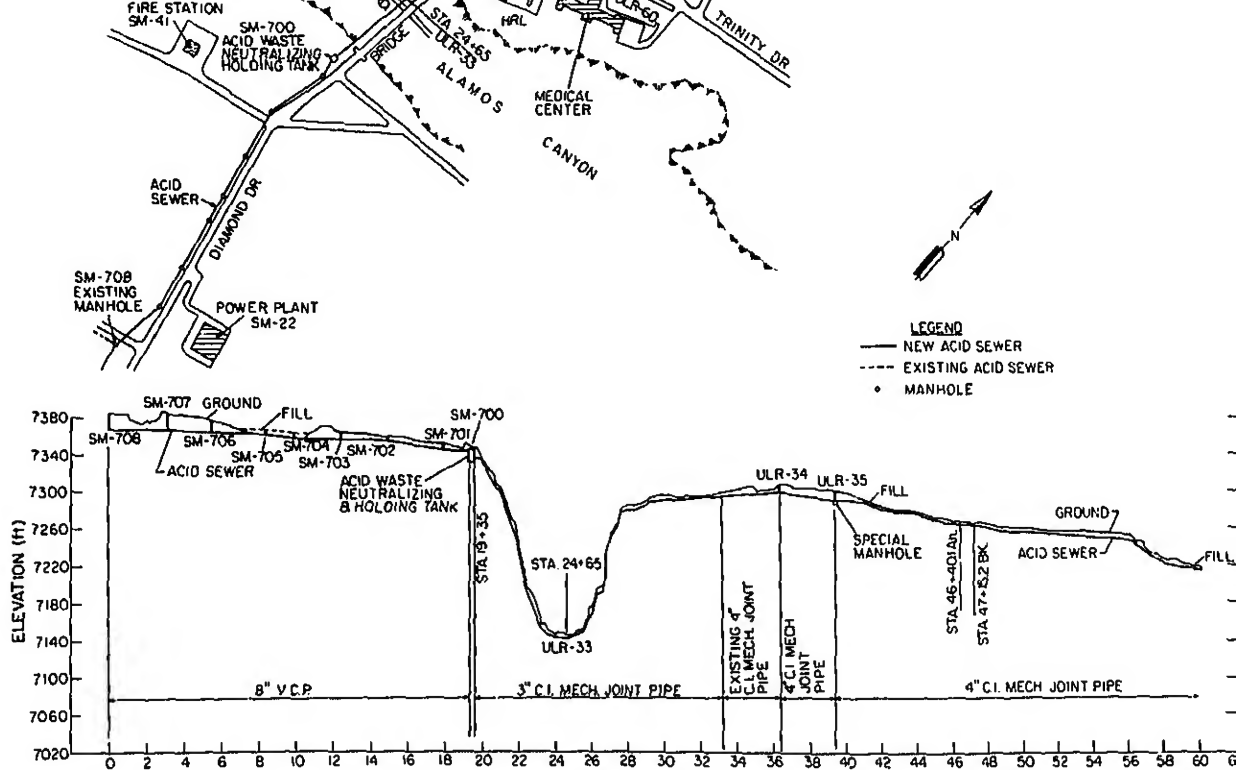 FIRE STATION
SM-41
SM-700
ACID WASTE
NEUTRALIZING
HOLDING TANK
BRIDGE
STA. 24+65
ULR-33
HRL
ULR-60
TRINITY DR
ALAMOS
CANYON
MEDICAL
CENTER
ACID
SEWER
DIAMOND DR
N
SM-708
EXISTING
MANHOLE
POWER PLANT
SM-22
LEGEND
NEW ACID SEWER
EXISTING ACID SEWER
MANHOLE
ELEVATION (ft)
7380
7340
7300
7260
7220
7180
7140
7100
7060
7020
SM-707
GROUND
FILL
SM-700
SM-708
SM-706
SM-705
SM-704
SM-703
SM-702
SM-701
ACID SEWER
ACID WASTE
NEUTRALIZING
& HOLDING TANK
STA. 19+35
STA. 24+65
ULR-33
ULR-34
ULR-35
FILL
SPECIAL
MANHOLE
GROUND
ACID SEWER
STA. 46+40.1 An.
STA. 47+15.2 BK.
FILL
8" V.C.P.
3" C.I. MECH. JOINT PIPE
EXISTING 4"
C.I. MECH. JOINT
PIPE
4" C.I. MECH
JOINT
PIPE
4" C.I. MECH JOINT PIPE
0 2 4 6 8 10 12 14 16 18 20 22 24 26 28 30 32 34 36 38 40 42 44 46 48 50 52 54 56 58 60